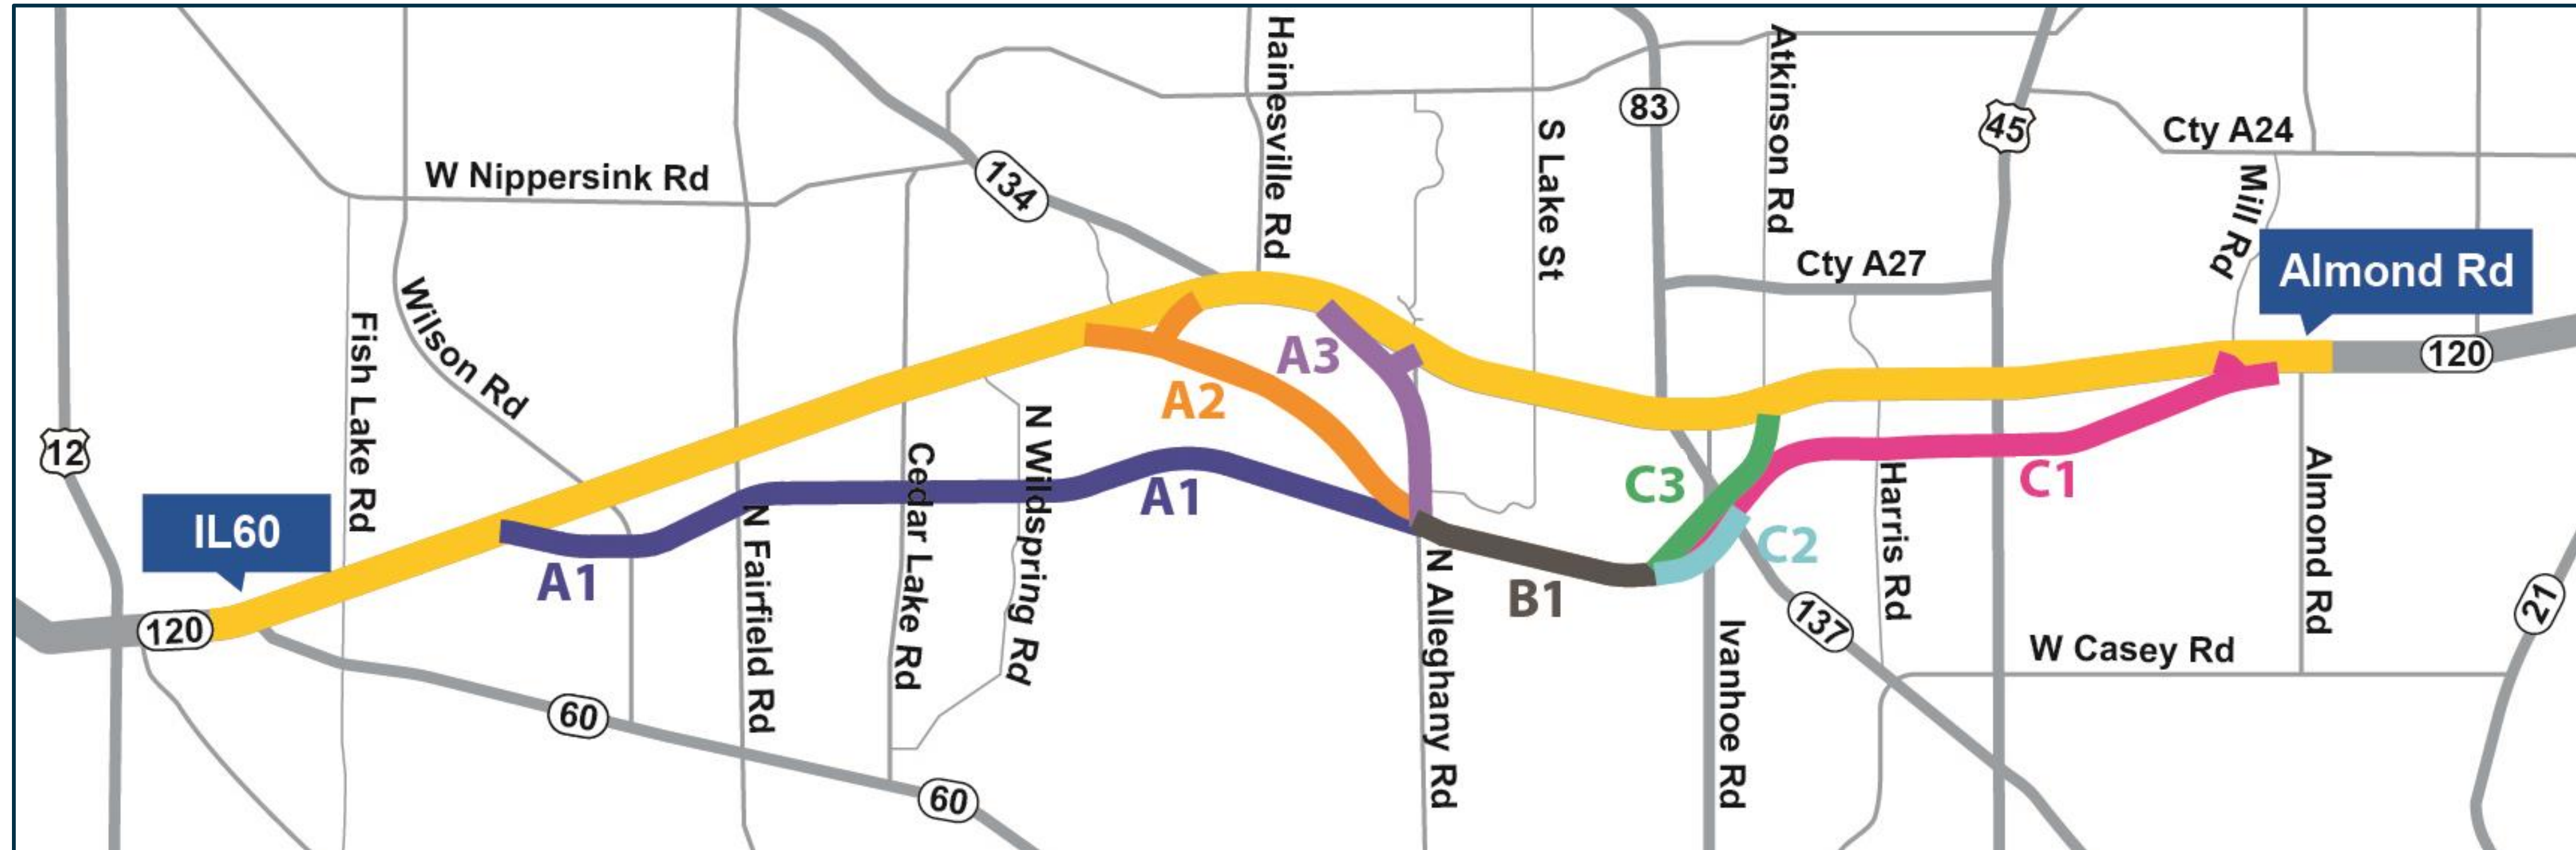 Hainesville Rd
Atkinson Rd
83
S Lake St
45
Cty A24
W Nippersink Rd
134
Mill Rd
Cty A27
Almond Rd
Wilson Rd
Fish Lake Rd
A3
120
A2
12
Cedar Lake Rd
N Wildspring Rd
A1
C3
C1
Harris Rd
Almond Rd
IL60
N Fairfield Rd
C2
A1
B1
N Alleghany Rd
120
137
21
Ivanhoe Rd
W Casey Rd
60
60